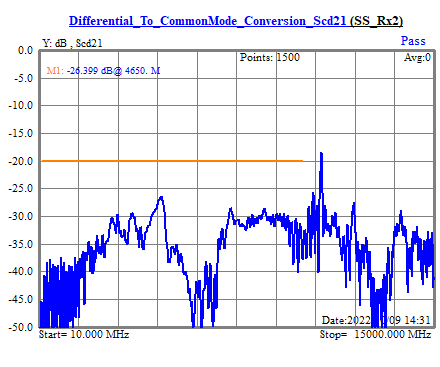 Differential_To_CommonMode_Conversion_Scd21 (SS_Rx2)
Y: dB , Scd21
Pass
Points: 1500
Avg:0
M1: -26.399 dB@ 4650. M
0.0
-5.0
-10.0
-15.0
-20.0
-25.0
-30.0
-35.0
-40.0
-45.0
-50.0
Date:2022 09 14:31
Start= 10.000 MHz
Stop= 15000.000 MHz